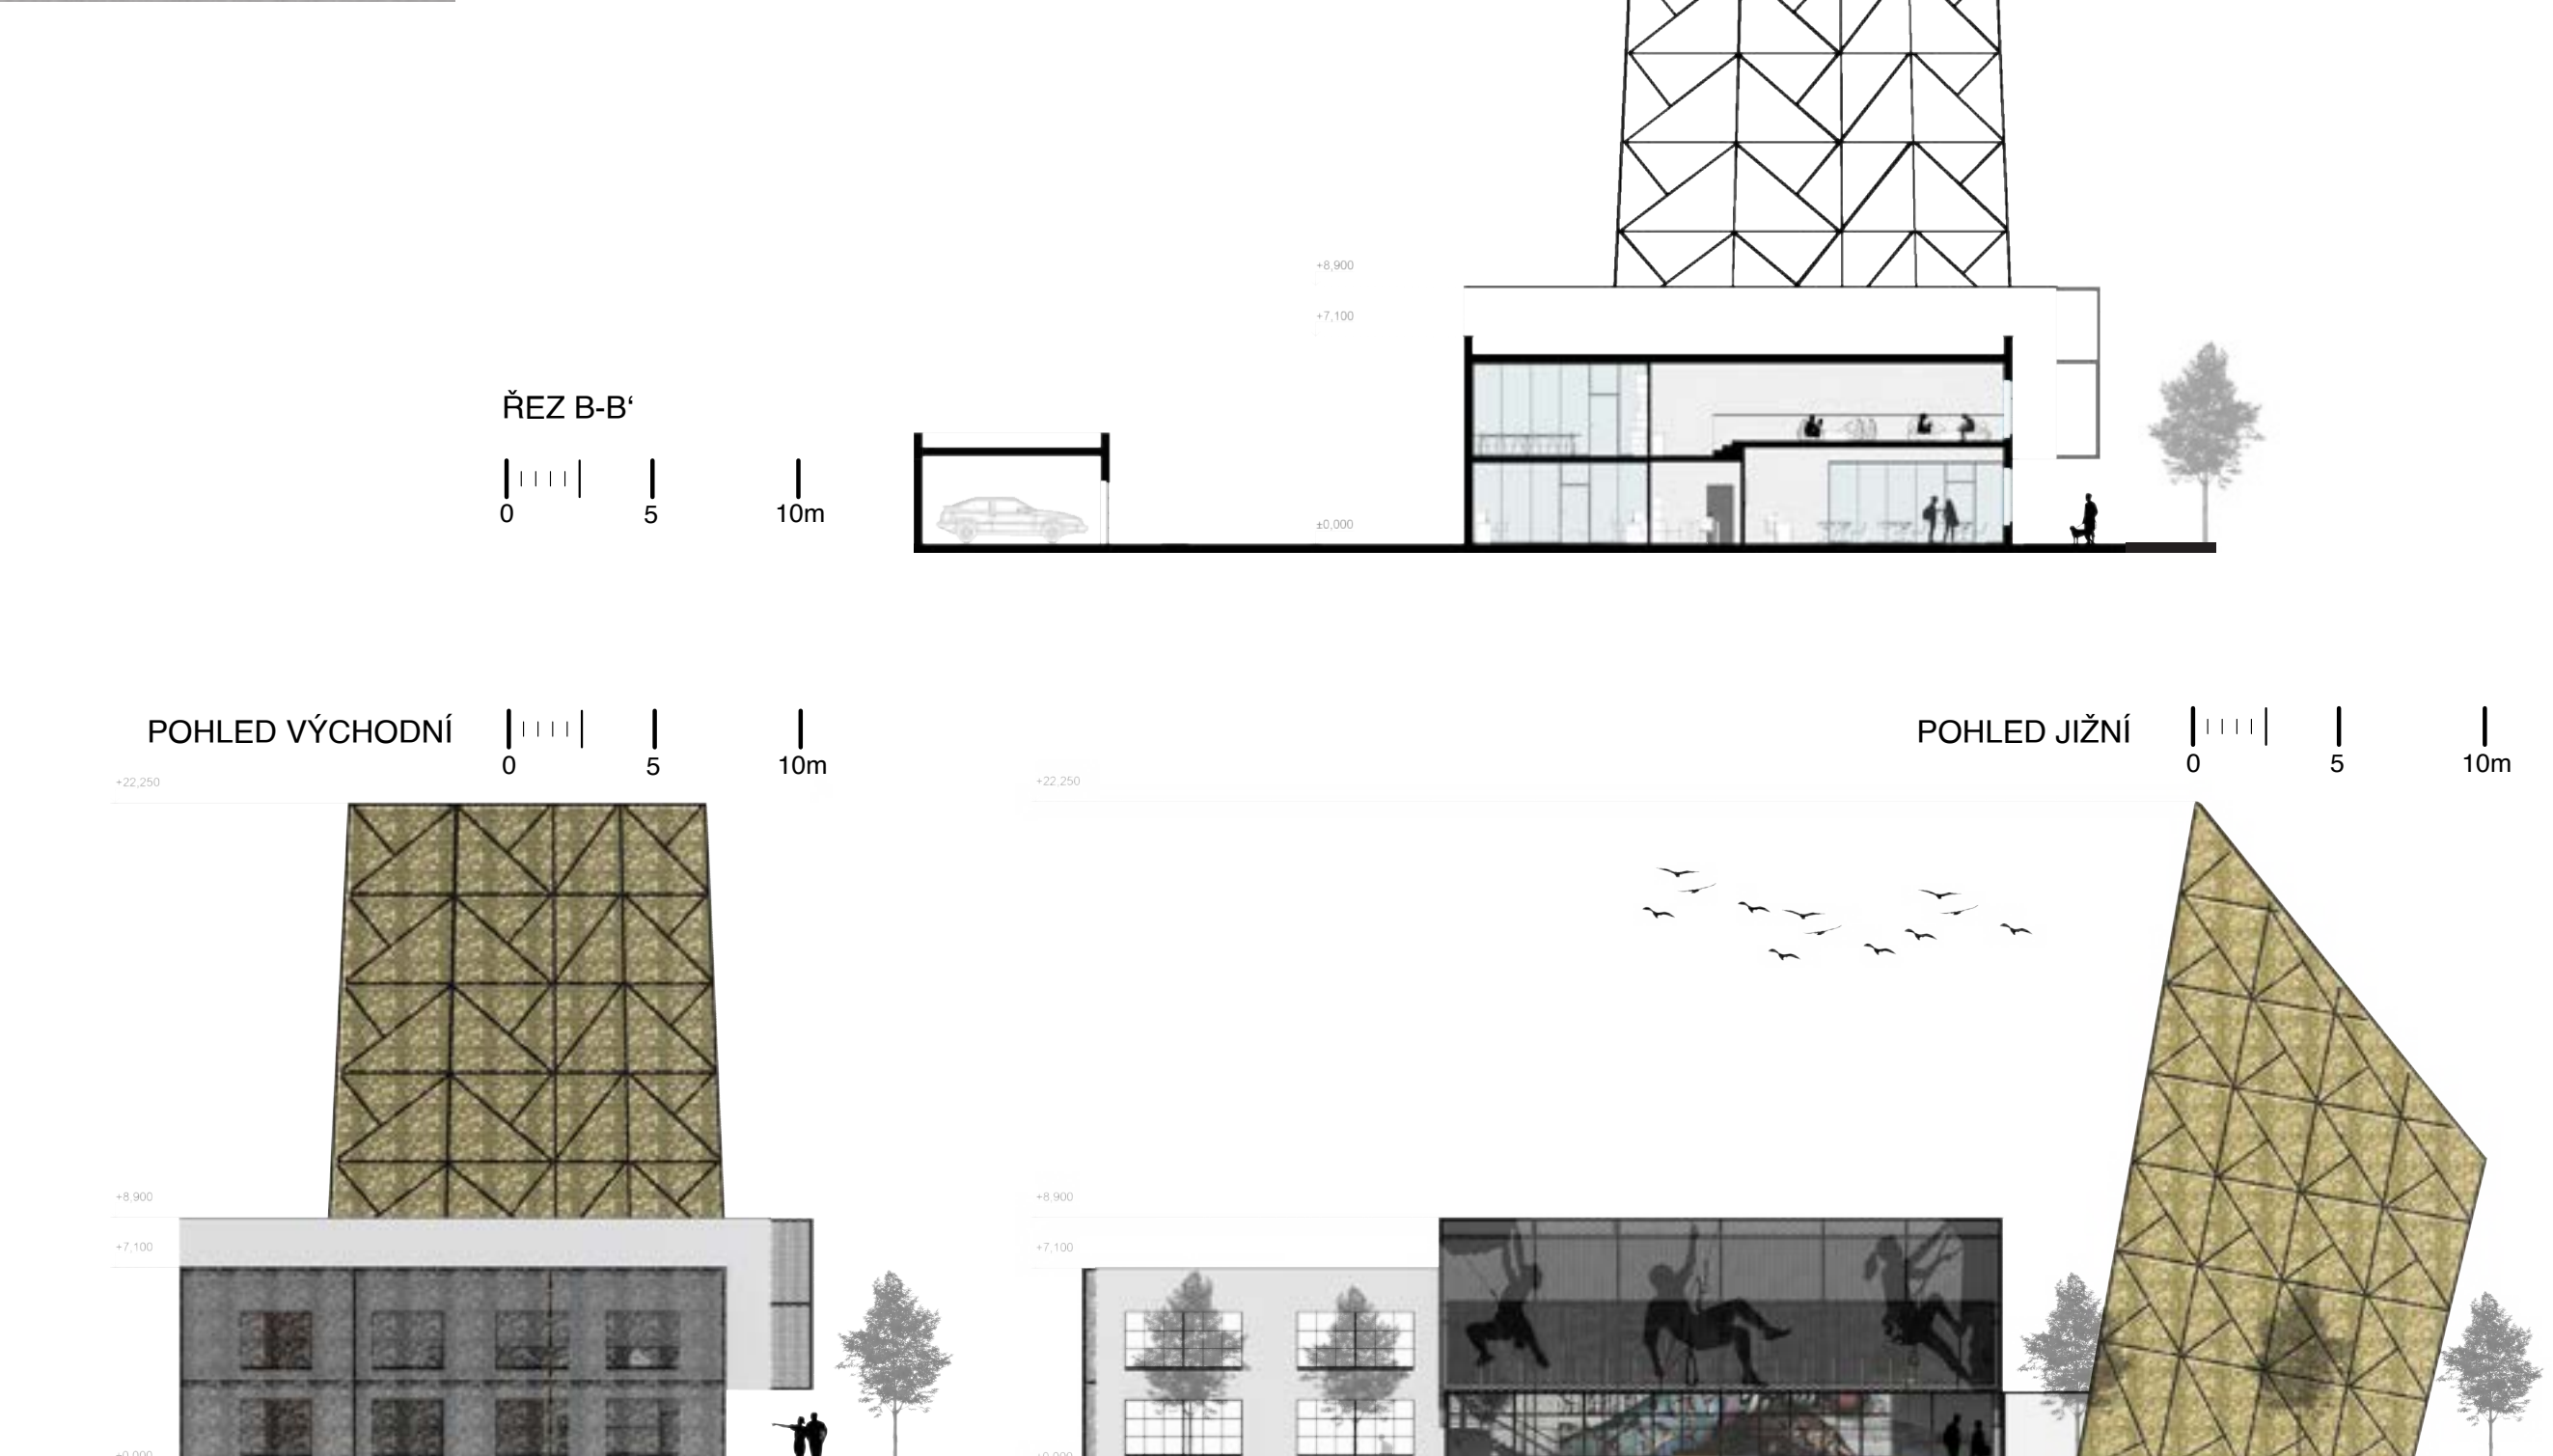 +8,900
+7,100
ŘEZ B-B‘
0 5 10m
±0,000
POHLED VÝCHODNÍ
0 5 10m
POHLED JIŽNÍ
0 5 10m
+22,250
+22,250
+8,900
+8,900
+7,100
+7,100